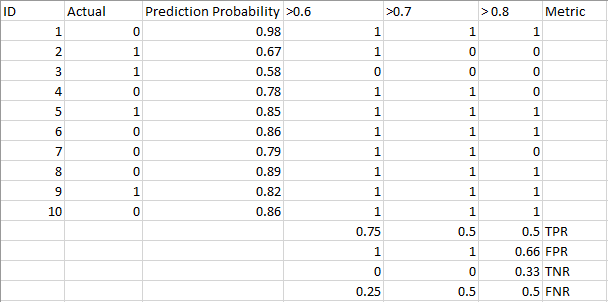 ID Actual Prediction Probability >0.6 >0.7 > 0.8 Metric
1 0 0.98 1 1 1
2 1 0.67 1 0 0
3 1 0.58 0 0 0
4 0 0.78 1 1 0
5 1 0.85 1 1 1
6 0 0.86 1 1 1
7 0 0.79 1 1 0
8 0 0.89 1 1 1
9 1 0.82 1 1 1
10 0 0.86 1 1 1
0.75 0.5 0.5 TPR
1 1 0.66 FPR
0 0 0.33 TNR
0.25 0.5 0.5 FNR